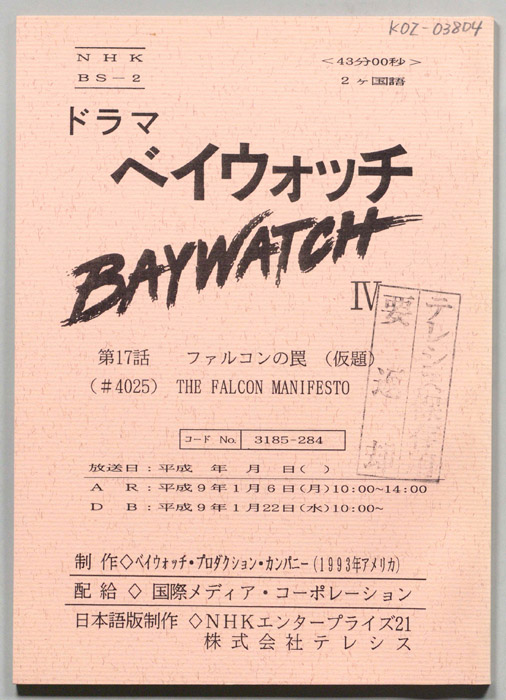 KOZ-03804
NHK
BS-2
<43分00秒>
2ヶ国語
ドラマ
ベイウォッチ
BAYWATCH
IV
第17話 ファルコンの罠 (仮題)
(#4025) THE FALCON MANIFESTO
要返却
コード No. 3185-284
放送日:平成 年 月 日( )
A R:平成9年1月6日(月)10:00~14:00
D B:平成9年1月22日(水)10:00~
制作◇ベイウォッチ・プロダクション・カンパニー(1993年アメリカ)
配給◇国際メディア・コーポレーション
日本語版制作◇NHKエンタープライズ21
株式会社テレシス